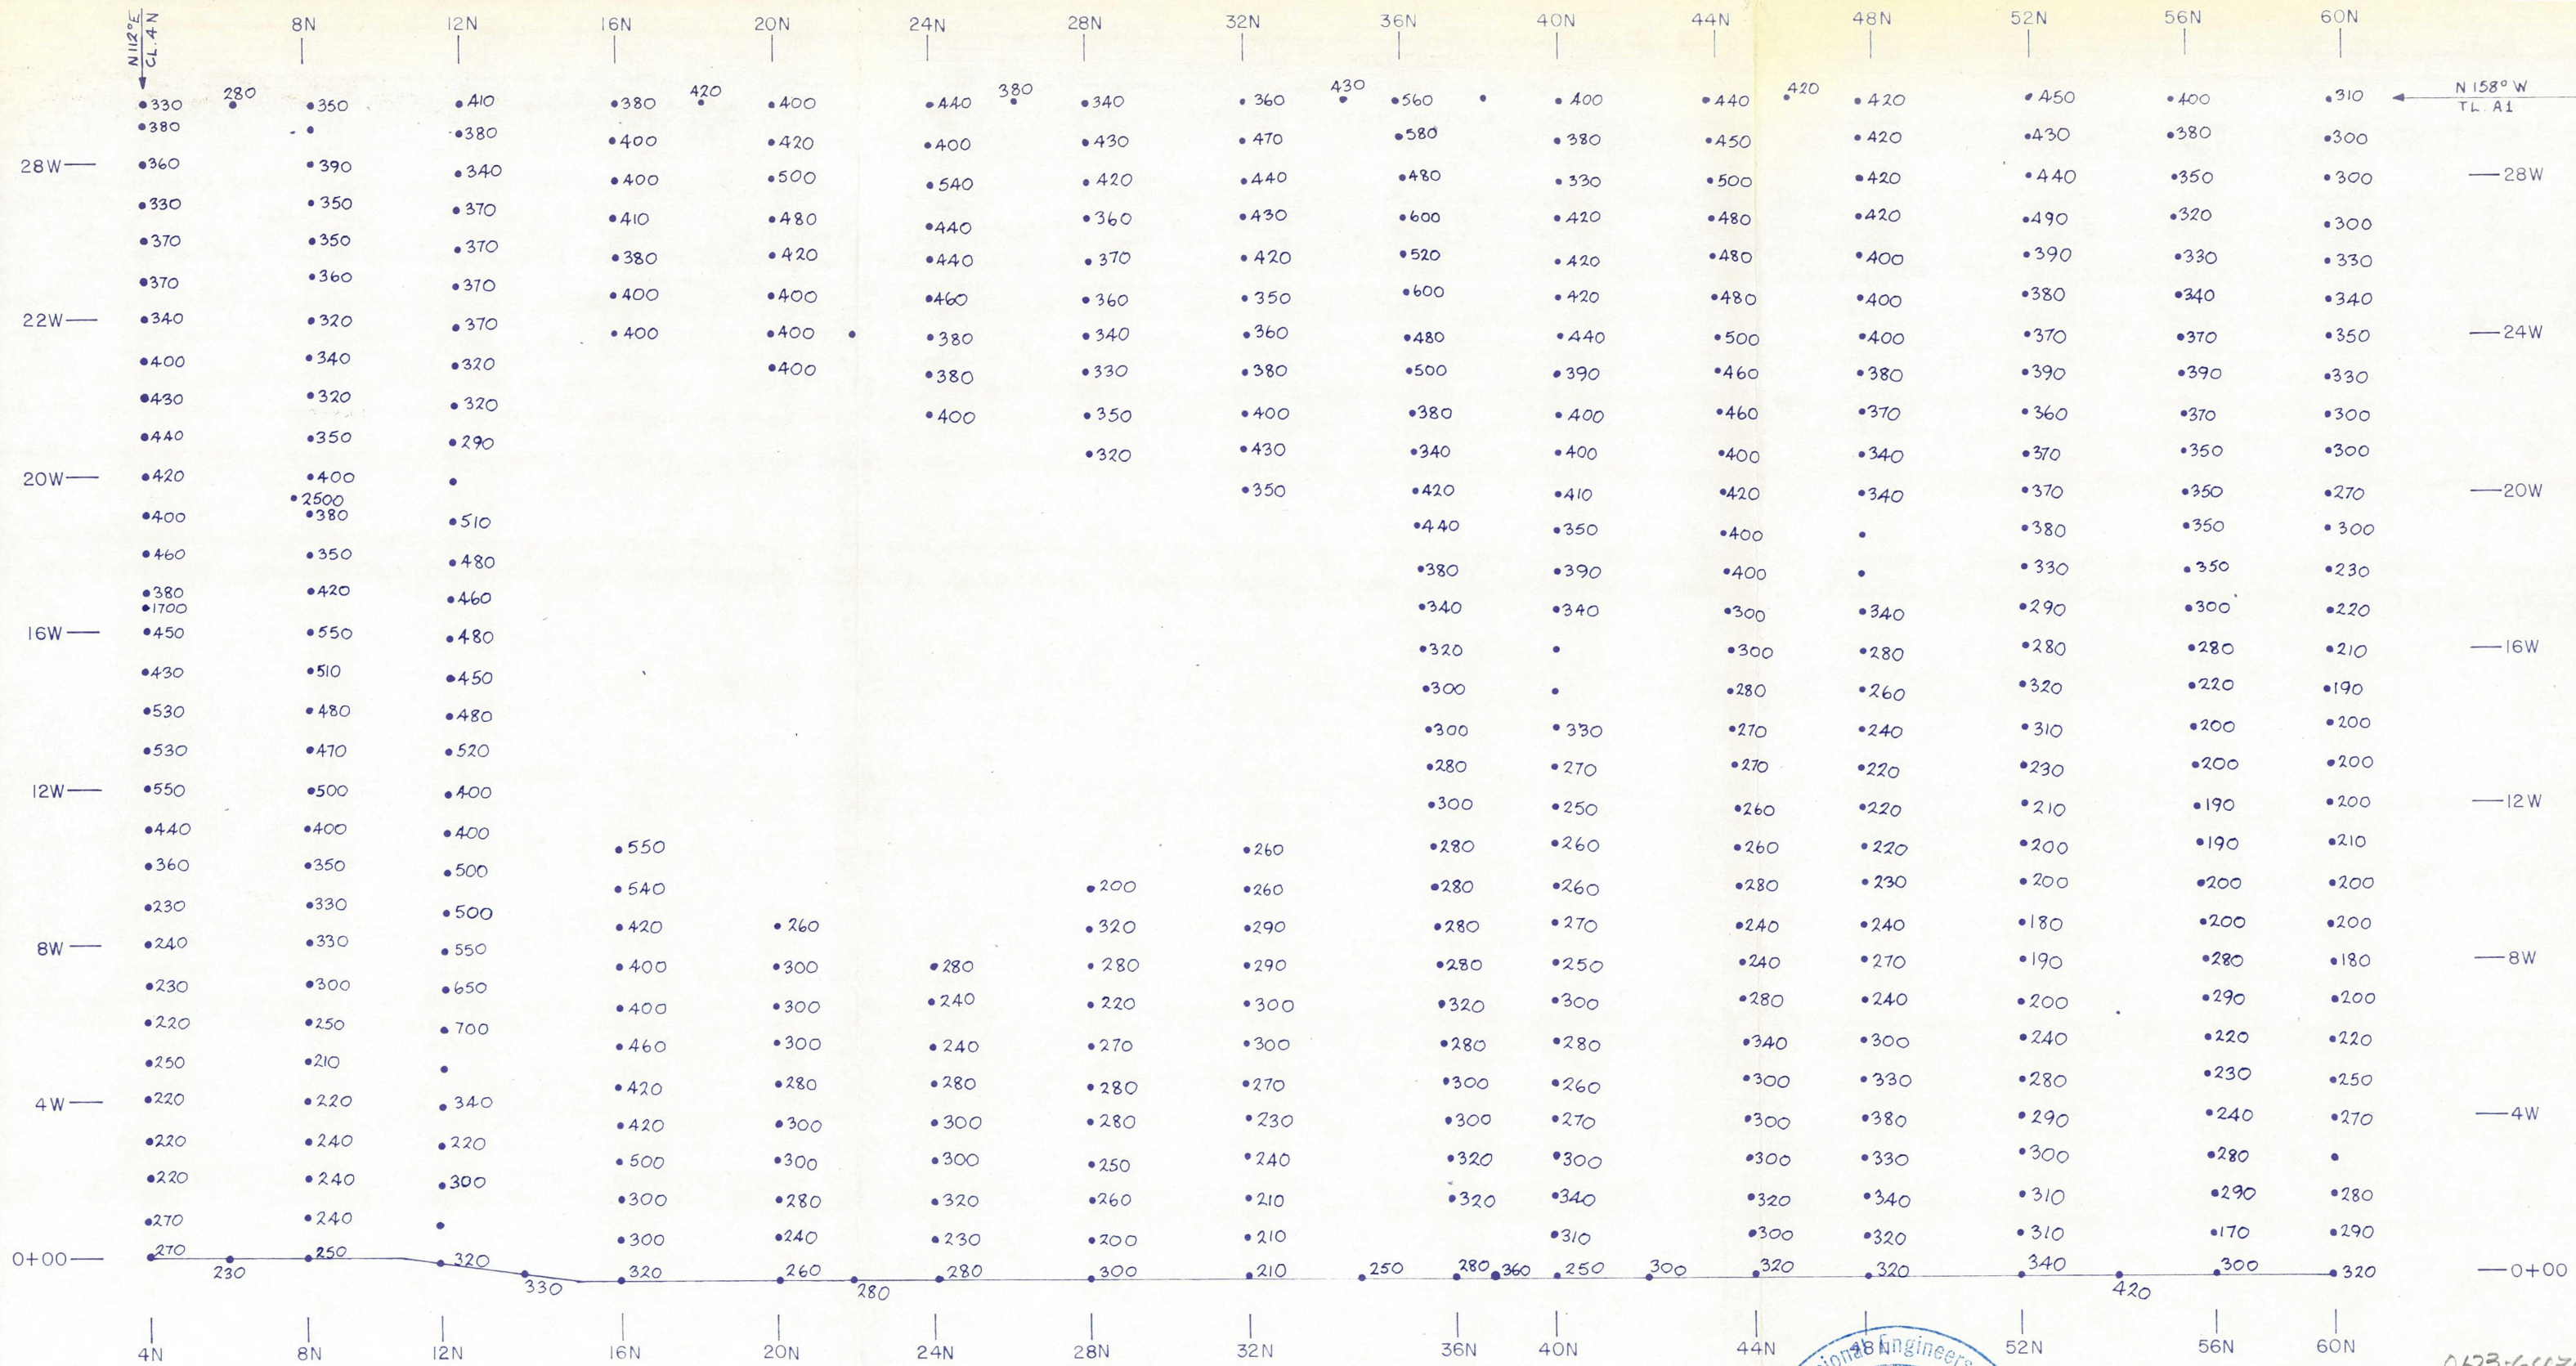 N 112° E
CL. 4 N
8N 12N 16N 20N 24N 28N 32N 36N 40N 44N 48N 52N 56N 60N
280 420 380 430 420
330 350 410 380 400 440 340 360 560 400 440 420 450 400 310 N 158° W
TL. A1
380 380 400 420 400 430 470 580 380 450 420 430 380 300
28W 360 390 340 400 500 540 420 440 480 330 500 420 440 350 300 28W
330 350 370 410 480 440 360 430 600 420 480 420 490 320 300
370 350 370 380 420 440 370 420 520 420 480 400 390 330 330
370 360 370 400 400 460 360 350 600 420 480 400 380 340 340
22W 340 320 370 400 400 380 340 360 480 440 500 400 370 370 350 24W
400 340 320 400 380 330 380 500 390 460 380 390 390 330
430 320 320 400 350 400 380 400 460 370 360 370 300
440 350 290 320 430 340 400 400 340 370 350 300
20W 420 400 350 420 410 420 340 370 350 270 20W
2500
400 380 510 440 350 400 380 350 300
460 350 480 380 390 400 330 350 230
380 420 460 340 340 300 340 290 300 220
1700
16W 450 550 480 320 300 280 280 280 210 16W
430 510 450 300 280 260 320 220 190
530 480 480 300 330 270 240 310 200 200
530 470 520 280 270 270 220 230 200 200
12W 550 500 400 300 250 260 220 210 190 200 12W
440 400 400 550 260 280 260 260 220 200 190 210
360 350 500 540 200 260 280 260 280 230 200 200 200
230 330 500 420 260 320 290 280 270 240 240 180 200 200
8W 240 330 550 400 300 280 280 290 280 250 240 270 190 280 180 8W
230 300 650 400 300 240 220 300 320 300 280 240 200 290 200
220 250 700 460 300 240 270 300 280 280 340 300 240 220 220
250 210 420 280 280 280 270 300 260 300 330 280 230 250
4W 220 220 340 420 300 300 280 230 300 270 300 380 290 240 270 4W
220 240 220 500 300 300 250 240 320 300 300 330 300 280
220 240 300 300 280 320 260 210 320 340 320 340 310 290 280
270 240 300 240 230 200 210 310 300 320 310 170 290
0+00 270 250 320 320 260 280 300 210 250 280 360 250 300 320 320 340 300 320 0+00
230 330 280 420
4N 8N 12N 16N 20N 24N 28N 32N 36N 40N 44N 48N 52N 56N 60N
Engineers